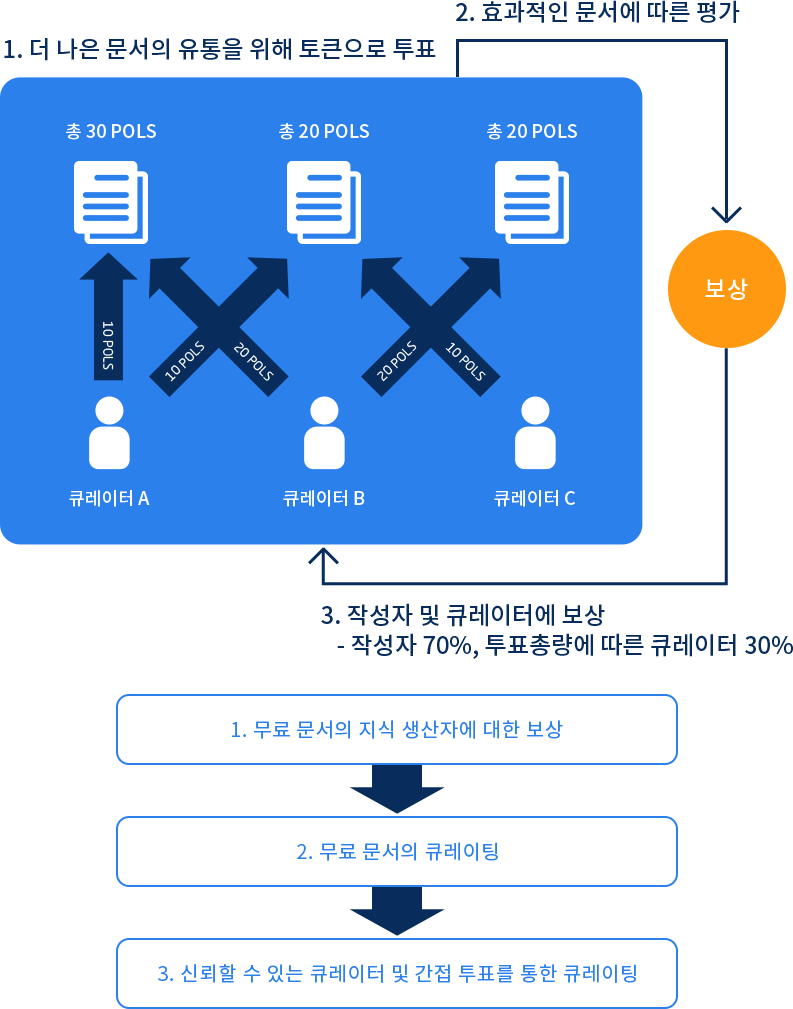 2. 효과적인 문서에 따른 평가
1. 더 나은 문서의 유통을 위해 토큰으로 투표
총 30 POLS
총 20 POLS
총 20 POLS
보상
10 POLS
10 POLS
20 POLS
20 POLS
10 POLS
큐레이터 A
큐레이터 B
큐레이터 C
3. 작성자 및 큐레이터에 보상
- 작성자 70%, 투표총량에 따른 큐레이터 30%
1. 무료 문서의 지식 생산자에 대한 보상
2. 무료 문서의 큐레이팅
3. 신뢰할 수 있는 큐레이터 및 간접 투표를 통한 큐레이팅